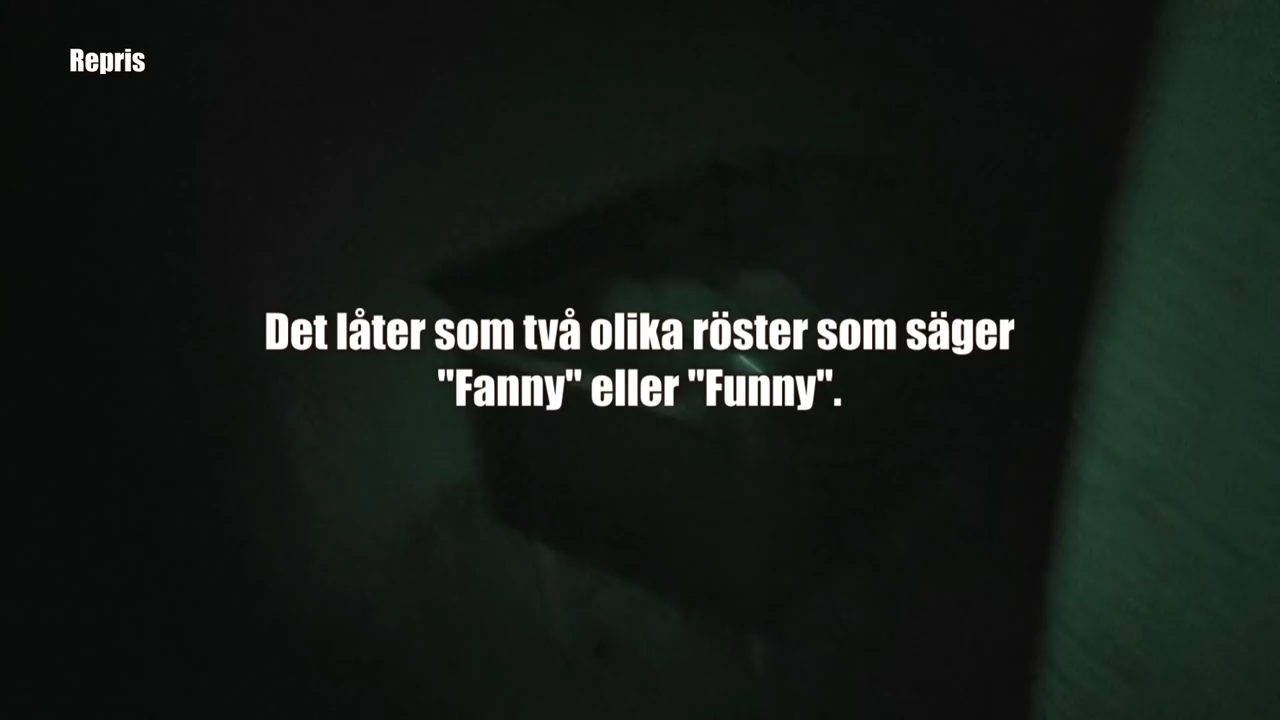 Repris
Det låter som två olika röster som säger
"Fanny" eller "Funny".